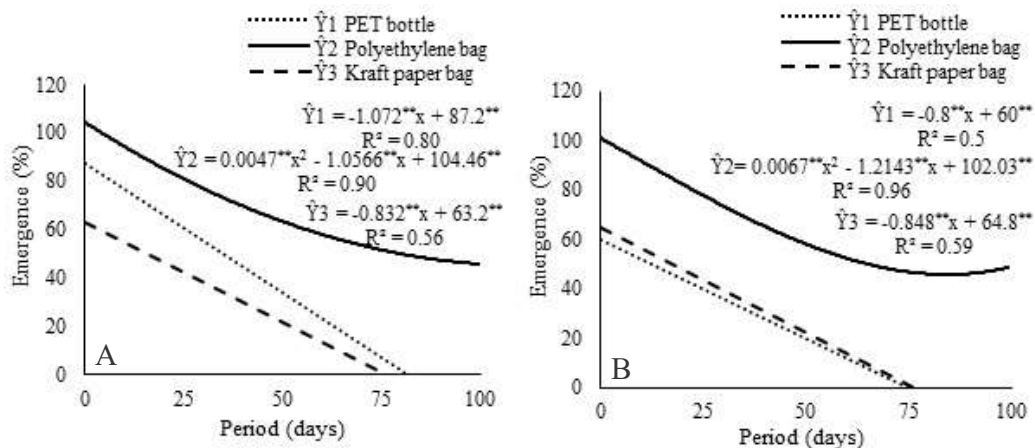 Ŷ1 PET bottle
Ŷ2 Polyethylene bag
Ŷ3 Kraft paper bag
120
100
80
60
40
20
0
Emergence (%)
Ŷ1 = -1.072**x + 87.2**
R² = 0.80
Ŷ2 = 0.0047**x² - 1.0566**x + 104.46**
R² = 0.90
Ŷ3 = -0.832**x + 63.2**
R² = 0.56
A
0 25 50 75 100
Period (days)
Ŷ1 PET bottle
Ŷ2 Polyethylene bag
Ŷ3 Kraft paper bag
120
100
80
60
40
20
0
Emergence (%)
Ŷ1 = -0.8**x + 60**
R² = 0.5
Ŷ2= 0.0067**x² - 1.2143**x + 102.03**
R² = 0.96
Ŷ3 = -0.848**x + 64.8**
R² = 0.59
B
0 25 50 75 100
Period (days)